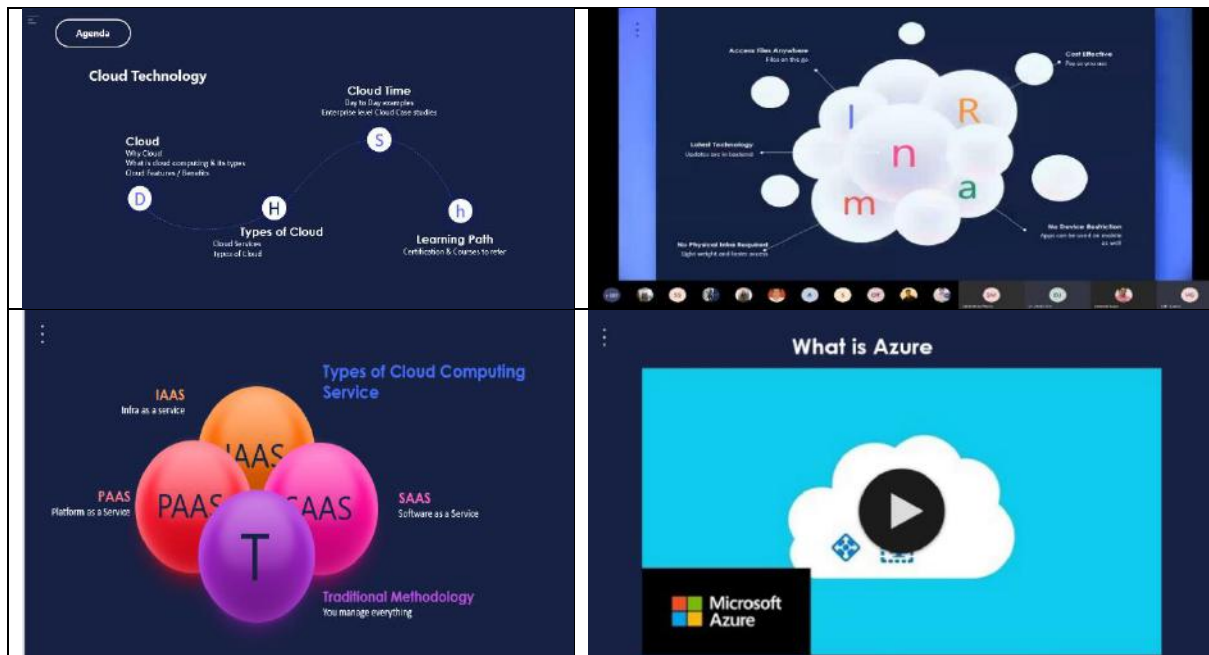 Agenda
Cloud Technology
Cloud Time
Day to Day examples
Enterprise level Cloud Case studies
S
Cloud
Why Cloud
What is cloud computing & its types
Cloud Features / Benefits
D
H
h
Types of Cloud
Cloud Services
Types of Cloud
Learning Path
Certification & Courses to refer
Access Files Anywhere
Files on the go
Cost Effective
Pay as you use
I
R
Latest Technology
Updates are in backend
n
m
a
No Physical Infra Required
Light weight and faster access
No Device Restriction
Apps can be used on mobile
as well
Types of Cloud Computing
Service
IAAS
Infra as a service
IAAS
PAAS
Platform as a Service
PAAS
SAAS
SAAS
Software as a Service
T
Traditional Methodology
You manage everything
What is Azure
Microsoft
Azure